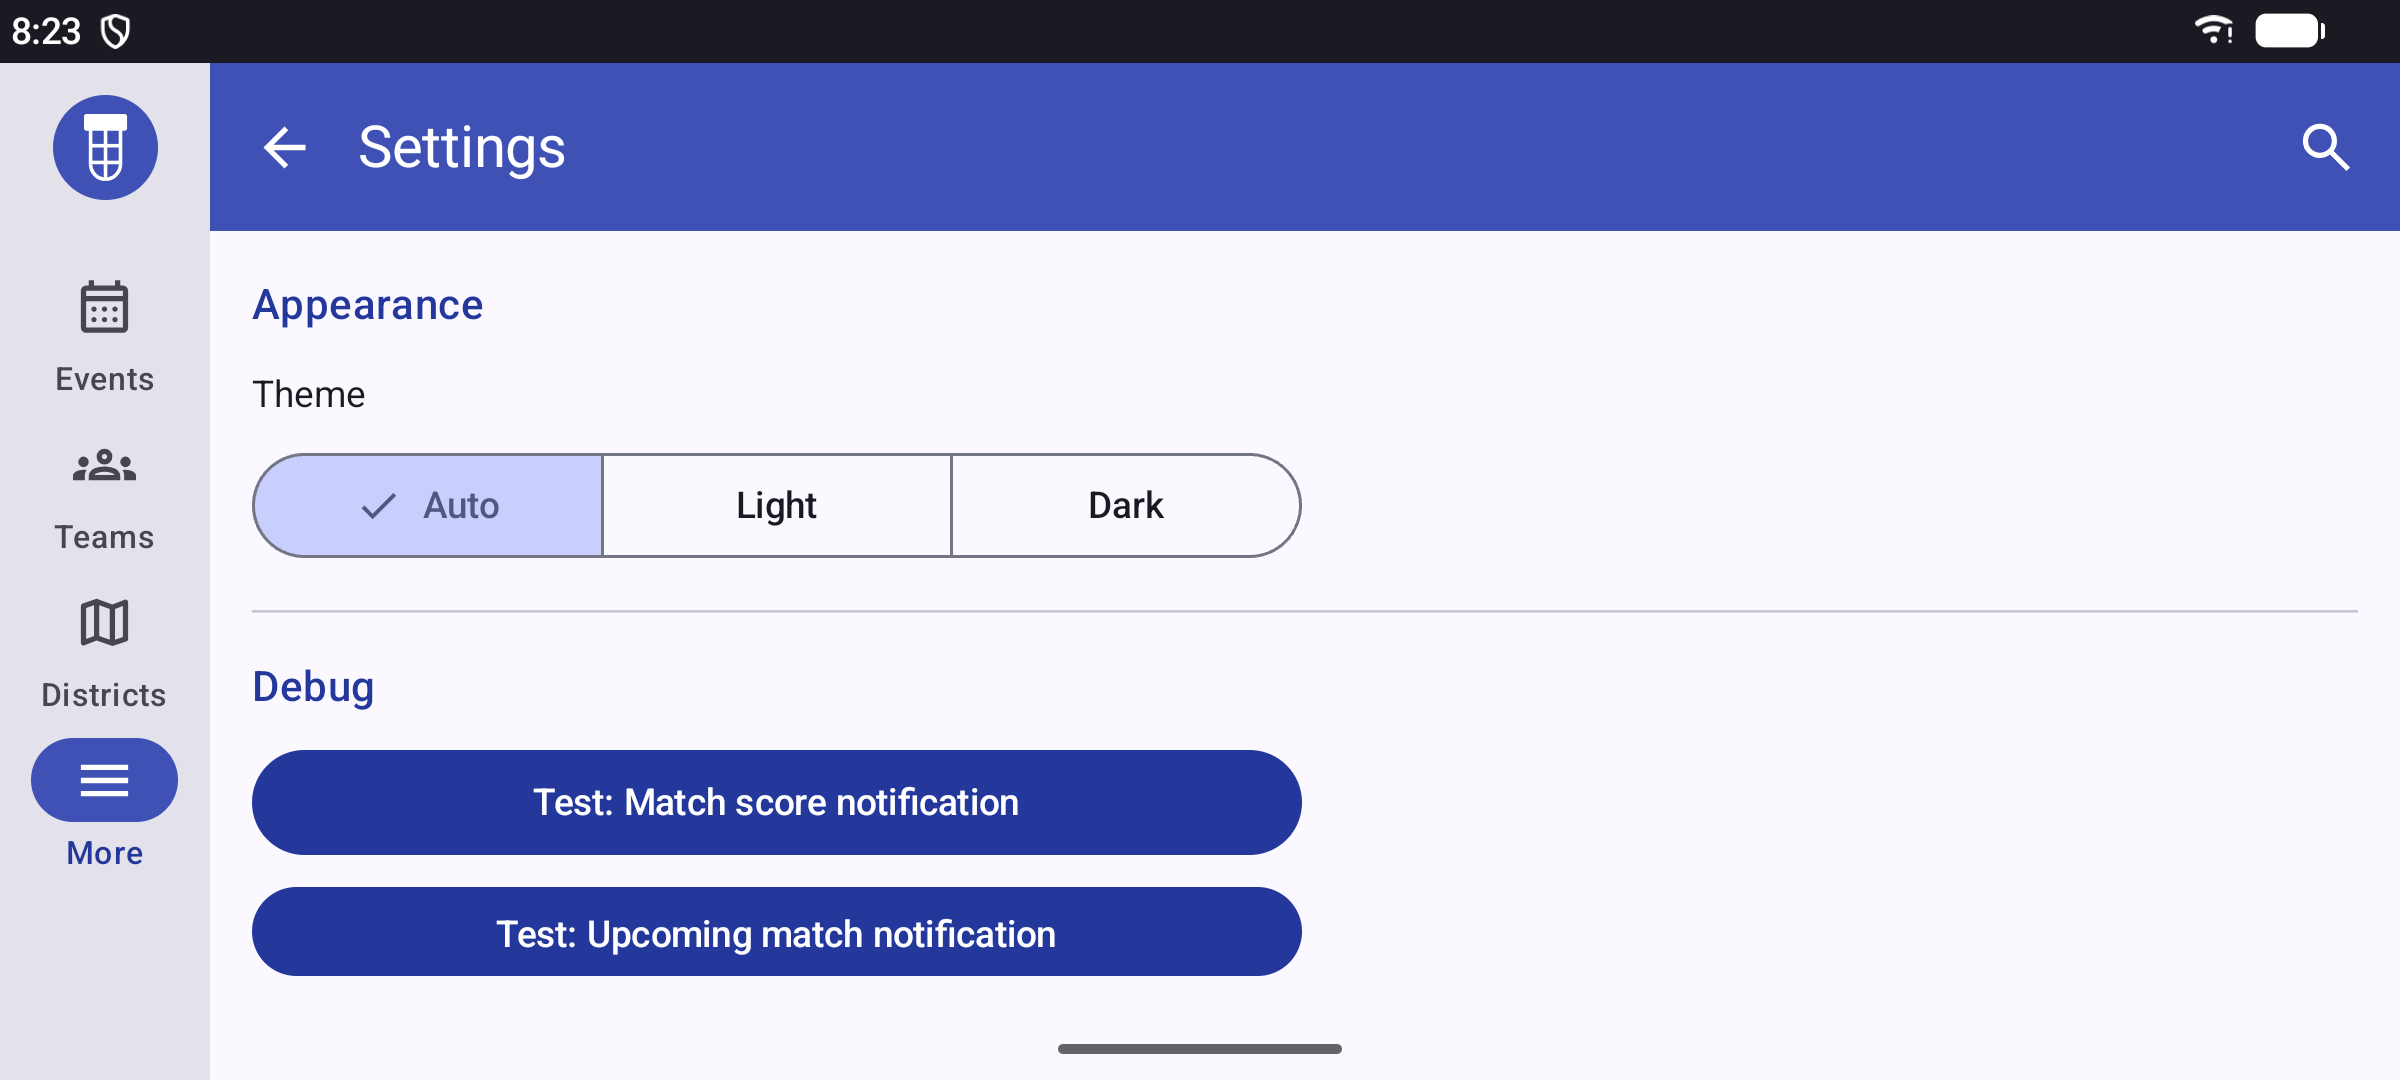 8:23
Settings
Events
Teams
Districts
More
Appearance
Theme
Auto
Light
Dark
Debug
Test: Match score notification
Test: Upcoming match notification